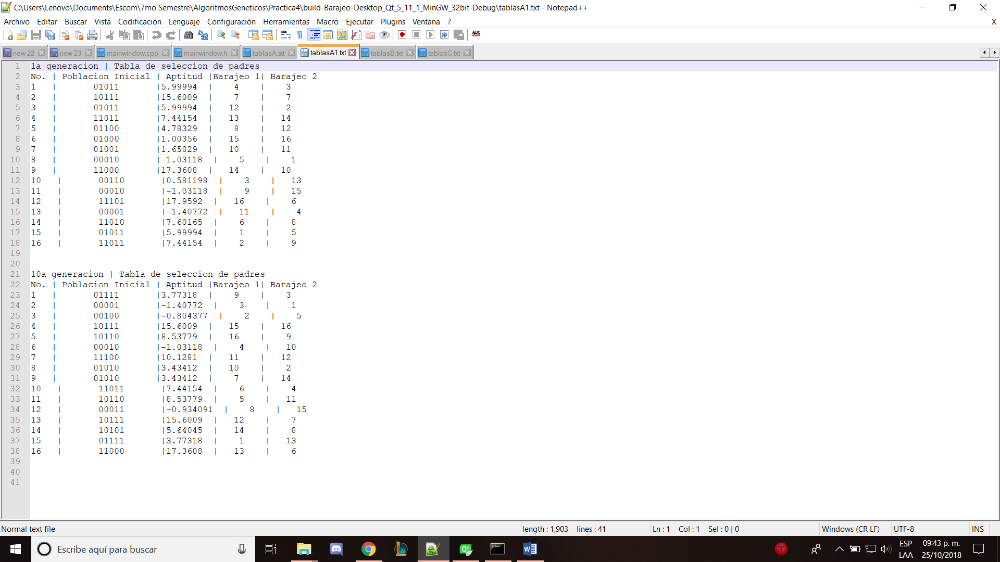 C:\Users\Lenovo\Documents\Escom\7mo Semestre\AlgoritmosGeneticos\Practica4\build-Barajeo-Desktop_Qt_5_11_1_MinGW_32bit-Debug\tablasA1.txt - Notepad++
Archivo Editar Buscar Vista Codificación Lenguaje Configuración Herramientas Macro Ejecutar Plugins Ventana ? X
new 22 new 23 mainwindow.cpp mainwindow.h tablasA.txt tablasA1.txt tablasB.txt tablasC.txt
1 1a generacion | Tabla de seleccion de padres
2 No. | Poblacion Inicial | Aptitud |Barajeo 1| Barajeo 2
3 1 | 01011 |5.99994 | 4 | 3
4 2 | 10111 |15.6009 | 7 | 7
5 3 | 01011 |5.99994 | 12 | 2
6 4 | 11011 |7.44154 | 13 | 14
7 5 | 01100 |4.78329 | 8 | 12
8 6 | 01000 |1.00356 | 15 | 16
9 7 | 01001 |1.65829 | 10 | 11
10 8 | 00010 |-1.03118 | 5 | 1
11 9 | 11000 |17.3608 | 14 | 10
12 10 | 00110 |0.581198 | 3 | 13
13 11 | 00010 |-1.03118 | 9 | 15
14 12 | 11101 |17.9592 | 16 | 6
15 13 | 00001 |-1.40772 | 11 | 4
16 14 | 11010 |7.60165 | 6 | 8
17 15 | 01011 |5.99994 | 1 | 5
18 16 | 11011 |7.44154 | 2 | 9
19
20
21 10a generacion | Tabla de seleccion de padres
22 No. | Poblacion Inicial | Aptitud |Barajeo 1| Barajeo 2
23 1 | 01111 |3.77318 | 9 | 3
24 2 | 00001 |-1.40772 | 3 | 1
25 3 | 00100 |-0.804377 | 2 | 5
26 4 | 10111 |15.6009 | 15 | 16
27 5 | 10110 |8.53779 | 16 | 9
28 6 | 00010 |-1.03118 | 4 | 10
29 7 | 11100 |10.1281 | 11 | 12
30 8 | 01010 |3.43412 | 10 | 2
31 9 | 01010 |3.43412 | 7 | 14
32 10 | 11011 |7.44154 | 6 | 4
33 11 | 10110 |8.53779 | 5 | 11
34 12 | 00011 |-0.934091 | 8 | 15
35 13 | 10111 |15.6009 | 12 | 7
36 14 | 10101 |5.64045 | 14 | 8
37 15 | 01111 |3.77318 | 1 | 13
38 16 | 11000 |17.3608 | 13 | 6
39
40
41
Normal text file length : 1,903 lines : 41 Ln : 1 Col : 1 Sel : 0 | 0 Windows (CR LF) UTF-8 INS
Escribe aquí para buscar
ESP 09:43 p. m.
LAA 25/10/2018